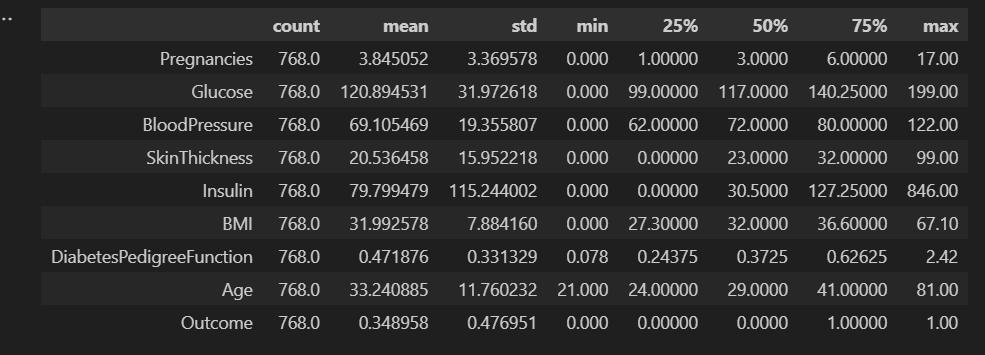 ..
count mean std min 25% 50% 75% max
Pregnancies 768.0 3.845052 3.369578 0.000 1.00000 3.0000 6.00000 17.00
Glucose 768.0 120.894531 31.972618 0.000 99.00000 117.0000 140.25000 199.00
BloodPressure 768.0 69.105469 19.355807 0.000 62.00000 72.0000 80.00000 122.00
SkinThickness 768.0 20.536458 15.952218 0.000 0.00000 23.0000 32.00000 99.00
Insulin 768.0 79.799479 115.244002 0.000 0.00000 30.5000 127.25000 846.00
BMI 768.0 31.992578 7.884160 0.000 27.30000 32.0000 36.60000 67.10
DiabetesPedigreeFunction 768.0 0.471876 0.331329 0.078 0.24375 0.3725 0.62625 2.42
Age 768.0 33.240885 11.760232 21.000 24.00000 29.0000 41.00000 81.00
Outcome 768.0 0.348958 0.476951 0.000 0.00000 0.0000 1.00000 1.00